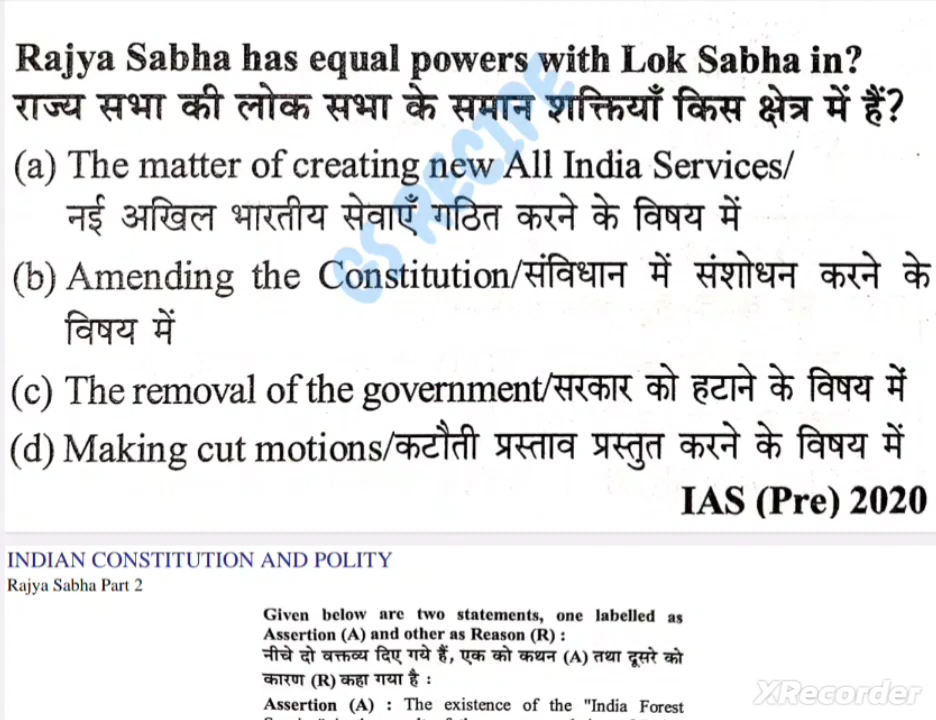 Rajya Sabha has equal powers with Lok Sabha in?
राज्य सभा की लोक सभा के समान शक्तियाँ किस क्षेत्र में हैं?
(a) The matter of creating new All India Services/
नई अखिल भारतीय सेवाएँ गठित करने के विषय में
(b) Amending the Constitution/संविधान में संशोधन करने के
विषय में
(c) The removal of the government/सरकार को हटाने के विषय में
(d) Making cut motions/कटौती प्रस्ताव प्रस्तुत करने के विषय में
IAS (Pre) 2020
GS RECIPE
INDIAN CONSTITUTION AND POLITY
Rajya Sabha Part 2
Given below are two statements, one labelled as
Assertion (A) and other as Reason (R) :
नीचे दो वक्तव्य दिए गये हैं, एक को कथन (A) तथा दूसरे को
कारण (R) कहा गया है :
Assertion (A) : The existence of the "India Forest
XRecorder